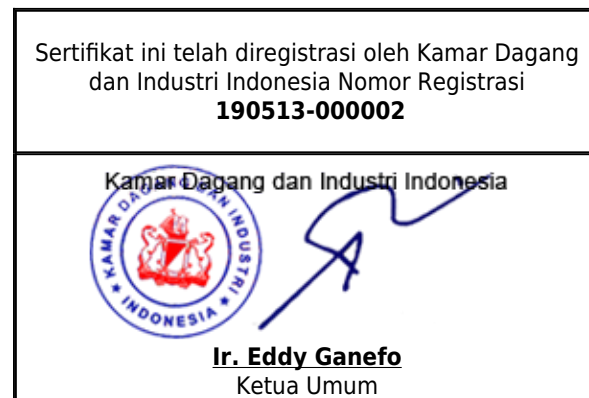 Sertifikat ini telah diregistrasi oleh Kamar Dagang
dan Industri Indonesia Nomor Registrasi
190513-000002
Kamar Dagang dan Industri Indonesia
KAMAR DAGANG DAN INDUSTRI
INDONESIA
Ir. Eddy Ganefo
Ketua Umum